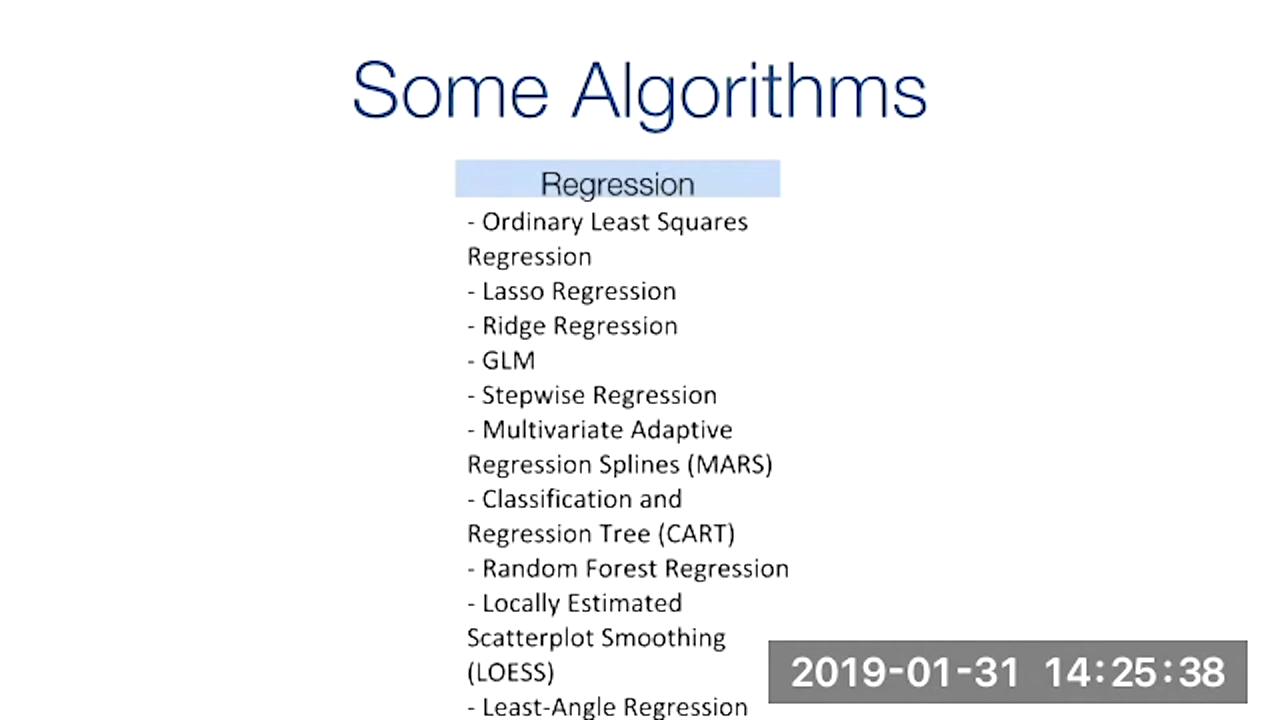 Some Algorithms
Regression
- Ordinary Least Squares
Regression
- Lasso Regression
- Ridge Regression
- GLM
- Stepwise Regression
- Multivariate Adaptive
Regression Splines (MARS)
- Classification and
Regression Tree (CART)
- Random Forest Regression
- Locally Estimated
Scatterplot Smoothing
(LOESS)
- Least-Angle Regression
2019-01-31 14:25:38